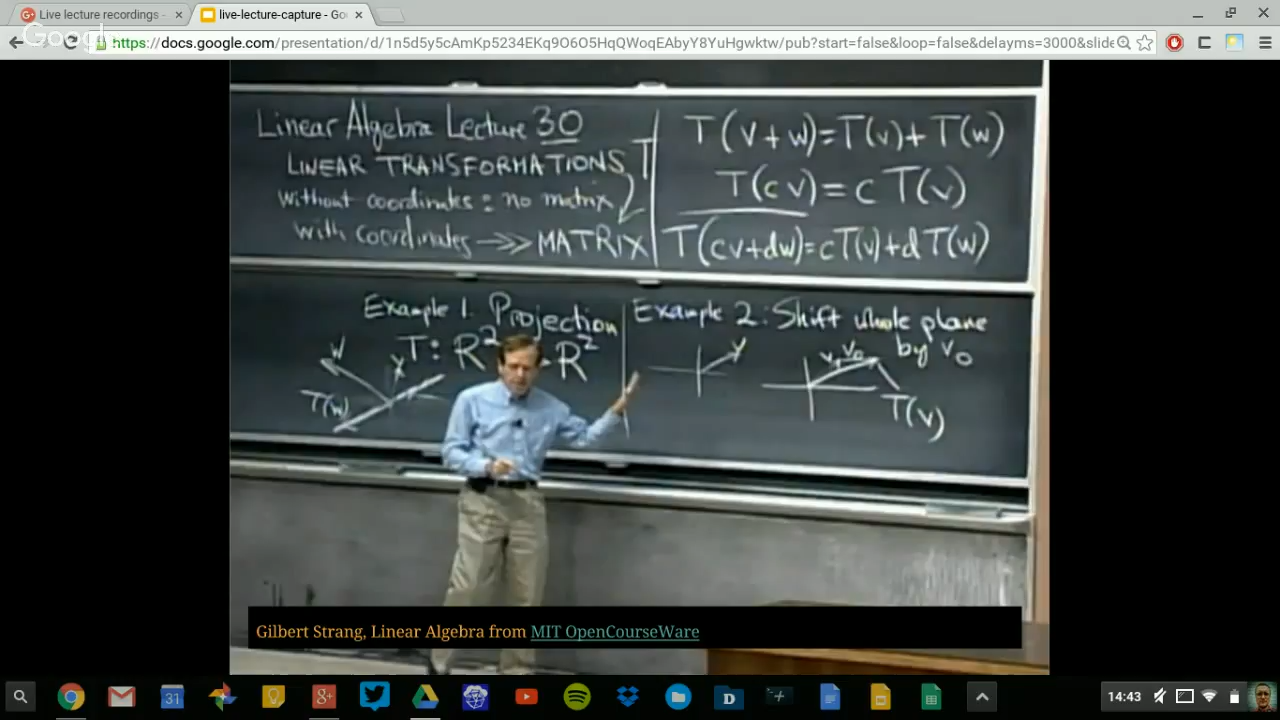 Live lecture recordings -
live-lecture-capture - Go
Google
https://docs.google.com/presentation/d/1n5d5y5cAmKp5234EKq9O6O5HqQWoqEAbyY8YuHgwktw/pub?start=false&loop=false&delayms=3000&slide
Linear Algebra Lecture 30
LINEAR TRANSFORMATIONS T
without coordinates : no matrix
with coordinates →>> MATRIX
T(v+w)=T(v)+T(w)
T(cv)=cT(v)
T(cv+dw)=cT(v)+dT(w)
Example 1. Projection
T: R² R²
w
v
T(w)
Example 2: Shift whole plane
by v₀
v
v, v₀
T(v)
Gilbert Strang, Linear Algebra from MIT OpenCourseWare
31
D
14:43